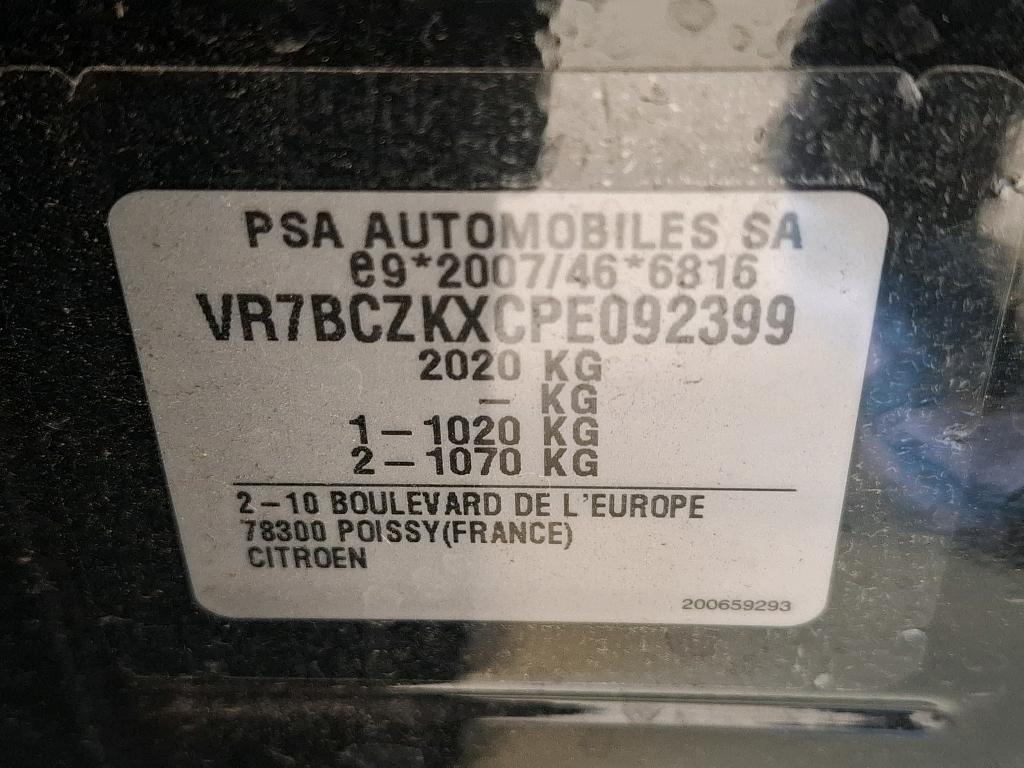 PSA AUTOMOBILES SA
e9*2007/46*6816
VR7BCZKXCPE092399
2020 KG
- KG
1-1020 KG
2-1070 KG
2-10 BOULEVARD DE L'EUROPE
78300 POISSY(FRANCE)
CITROEN
200659293